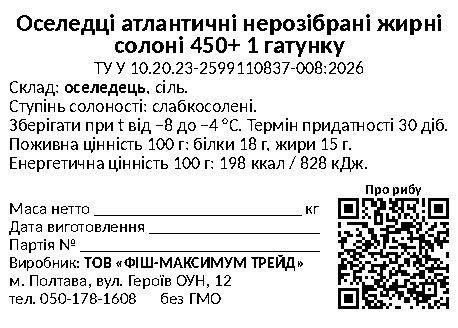 Оселедці атлантичні нерозібрані жирні
солоні 450+ 1 гатунку
ТУ У 10.20.23-2599110837-008:2026
Склад: оселедець, сіль.
Ступінь солоності: слабкосолені.
Зберігати при t від −8 до −4 °С. Термін придатності 30 діб.
Поживна цінність 100 г: білки 18 г, жири 15 г.
Енергетична цінність 100 г: 198 ккал / 828 кДж.
Про рибу
Маса нетто ________________________ кг
Дата виготовлення ____________________
Партія № ____________________________
Виробник: ТОВ «ФІШ-МАКСИМУМ ТРЕЙД»
м. Полтава, вул. Героїв ОУН, 12
тел. 050-178-1608 без ГМО